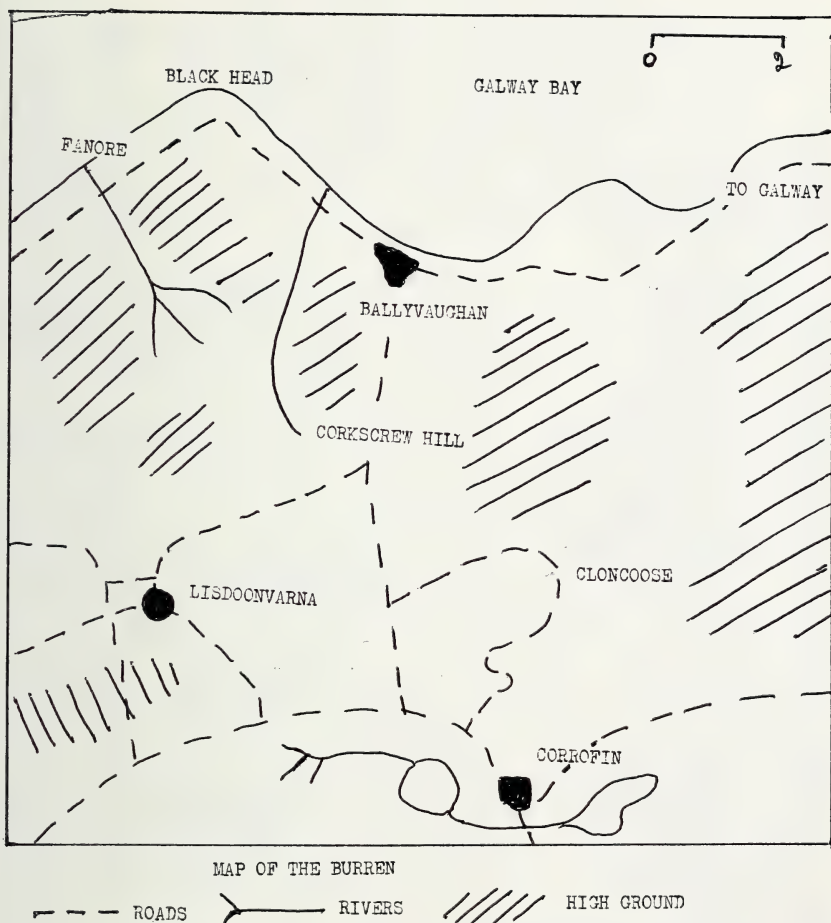 0 2
BLACK HEAD
GALWAY BAY
FANORE
TO GALWAY
BALLYVAUGHAN
CORKSCREW HILL
CLONCOOSE
LISDOONVARNA
CORROFIN
MAP OF THE BURREN
ROADS RIVERS HIGH GROUND